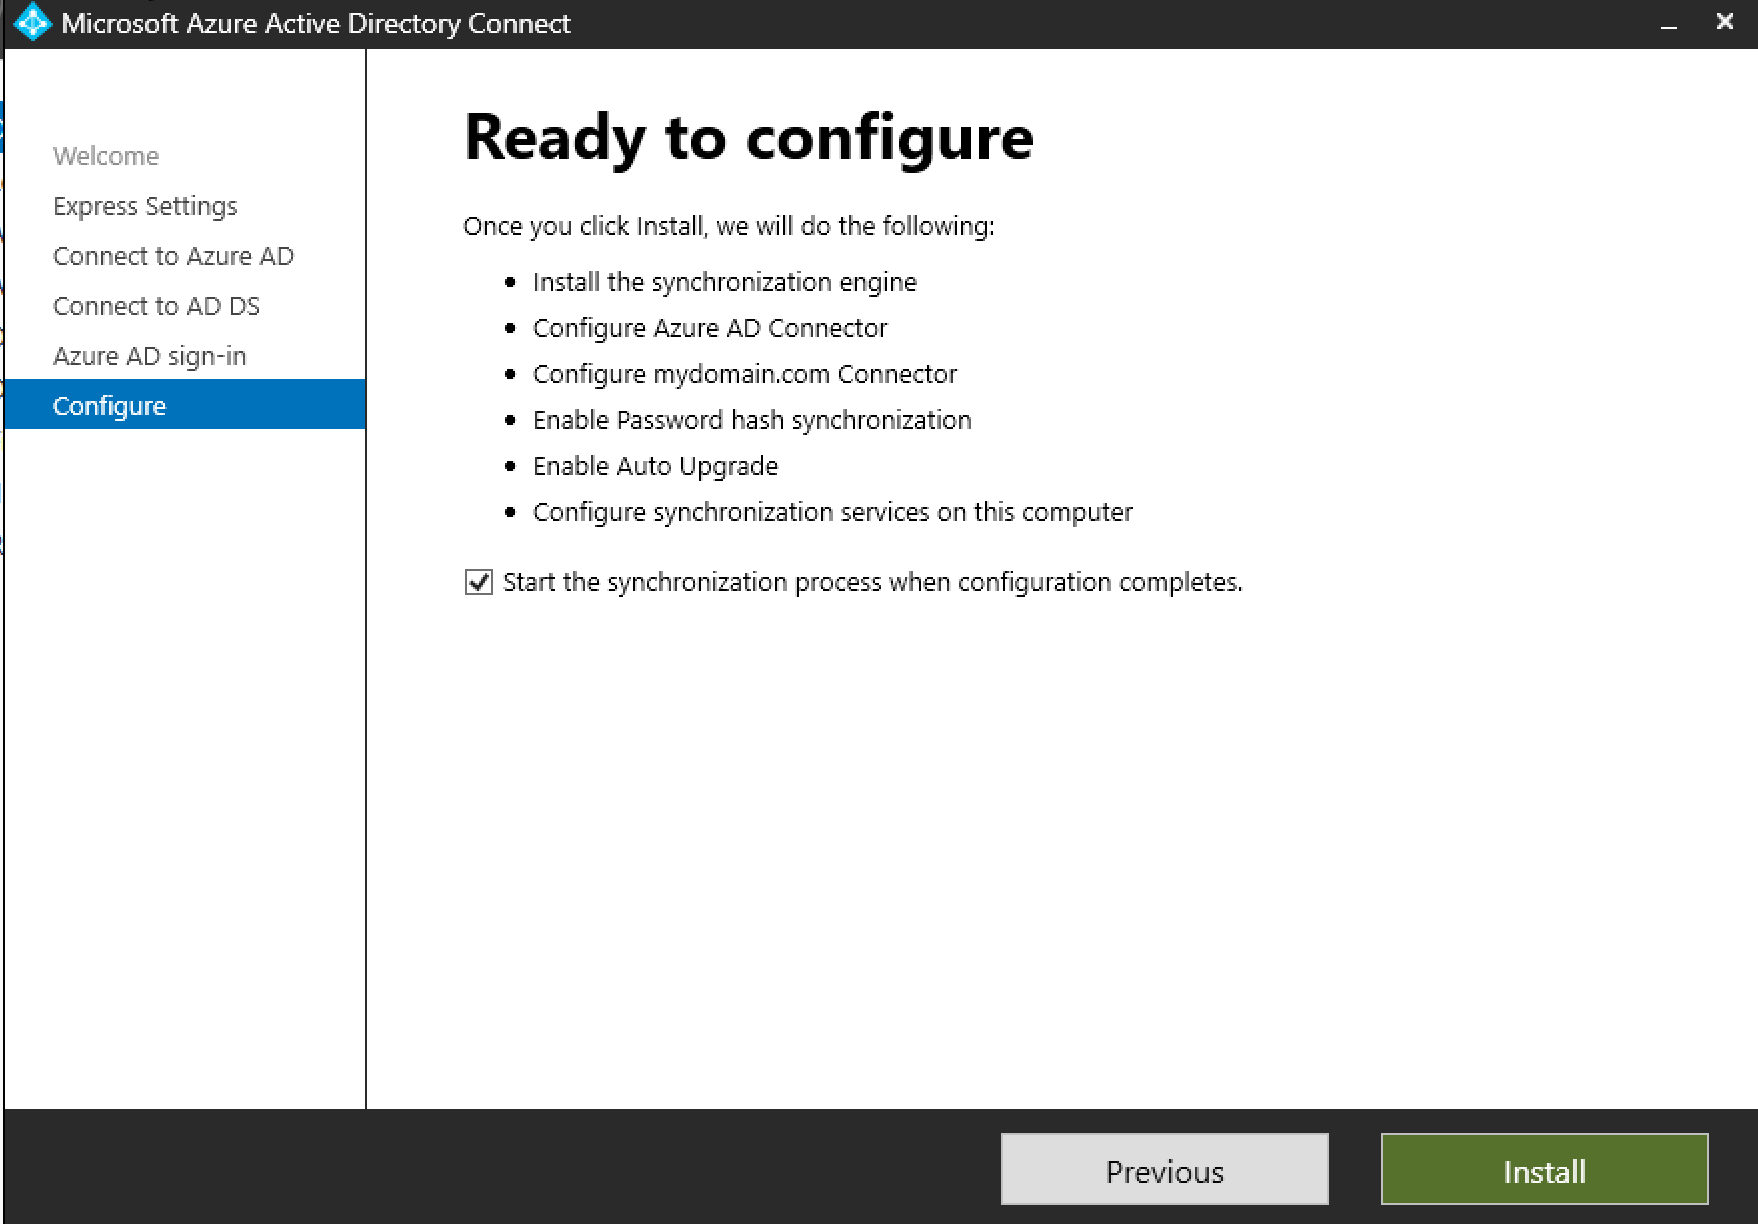 Microsoft Azure Active Directory Connect
Welcome
Express Settings
Connect to Azure AD
Connect to AD DS
Azure AD sign-in
Configure
Ready to configure
Once you click Install, we will do the following:
Install the synchronization engine
Configure Azure AD Connector
Configure mydomain.com Connector
Enable Password hash synchronization
Enable Auto Upgrade
Configure synchronization services on this computer
Start the synchronization process when configuration completes.
Previous
Install